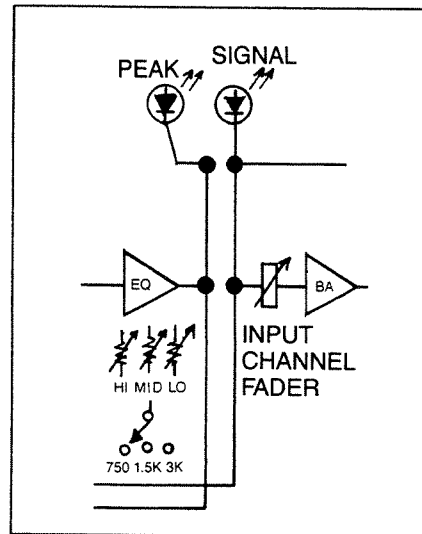 PEAK SIGNAL
EQ BA
INPUT
CHANNEL
FADER
HI MID LO
750 1.5K 3K